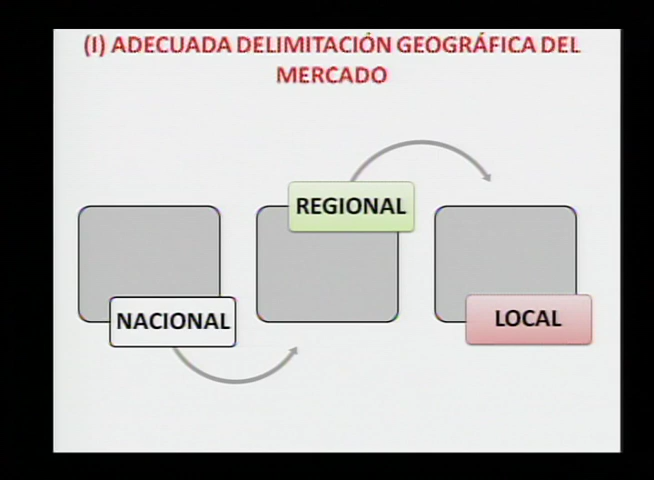 (I) ADECUADA DELIMITACIÓN GEOGRÁFICA DEL
MERCADO
REGIONAL
NACIONAL
LOCAL